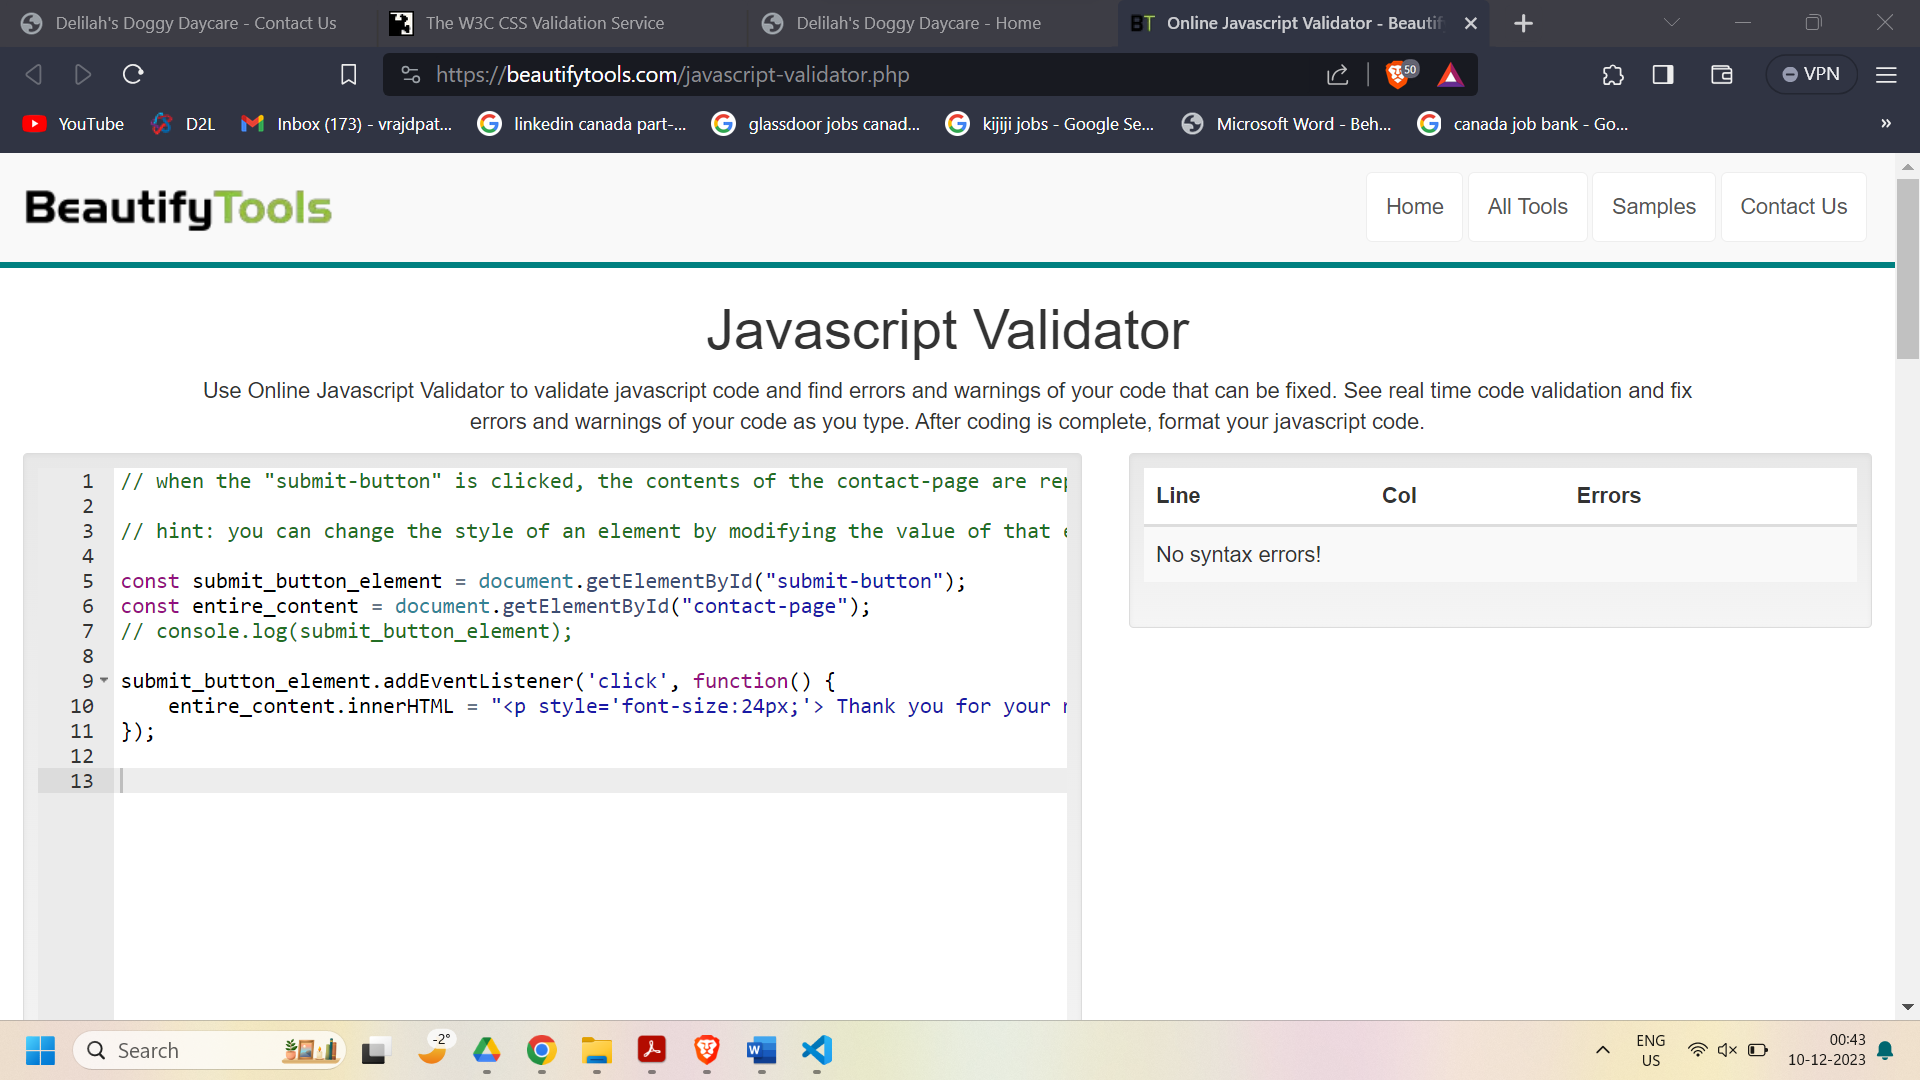 Delilah's Doggy Daycare - Contact Us
The W3C CSS Validation Service
Delilah's Doggy Daycare - Home
BT Online Javascript Validator - Beautif
https://beautifytools.com/javascript-validator.php
50
VPN
YouTube
D2L
Inbox (173) - vrajdpat...
linkedin canada part-...
glassdoor jobs canad...
kijiji jobs - Google Se...
Microsoft Word - Beh...
canada job bank - Go...
»
BeautifyTools
Home
All Tools
Samples
Contact Us
Javascript Validator
Use Online Javascript Validator to validate javascript code and find errors and warnings of your code that can be fixed. See real time code validation and fix
errors and warnings of your code as you type. After coding is complete, format your javascript code.
1 // when the "submit-button" is clicked, the contents of the contact-page are rep
2
3 // hint: you can change the style of an element by modifying the value of that e
4
5 const submit_button_element = document.getElementById("submit-button");
6 const entire_content = document.getElementById("contact-page");
7 // console.log(submit_button_element);
8
9 submit_button_element.addEventListener('click', function() {
10 entire_content.innerHTML = "<p style='font-size:24px;'> Thank you for your r
11 });
12
13
Line Col Errors
No syntax errors!
Search
-2°
ENG
US
00:43
10-12-2023